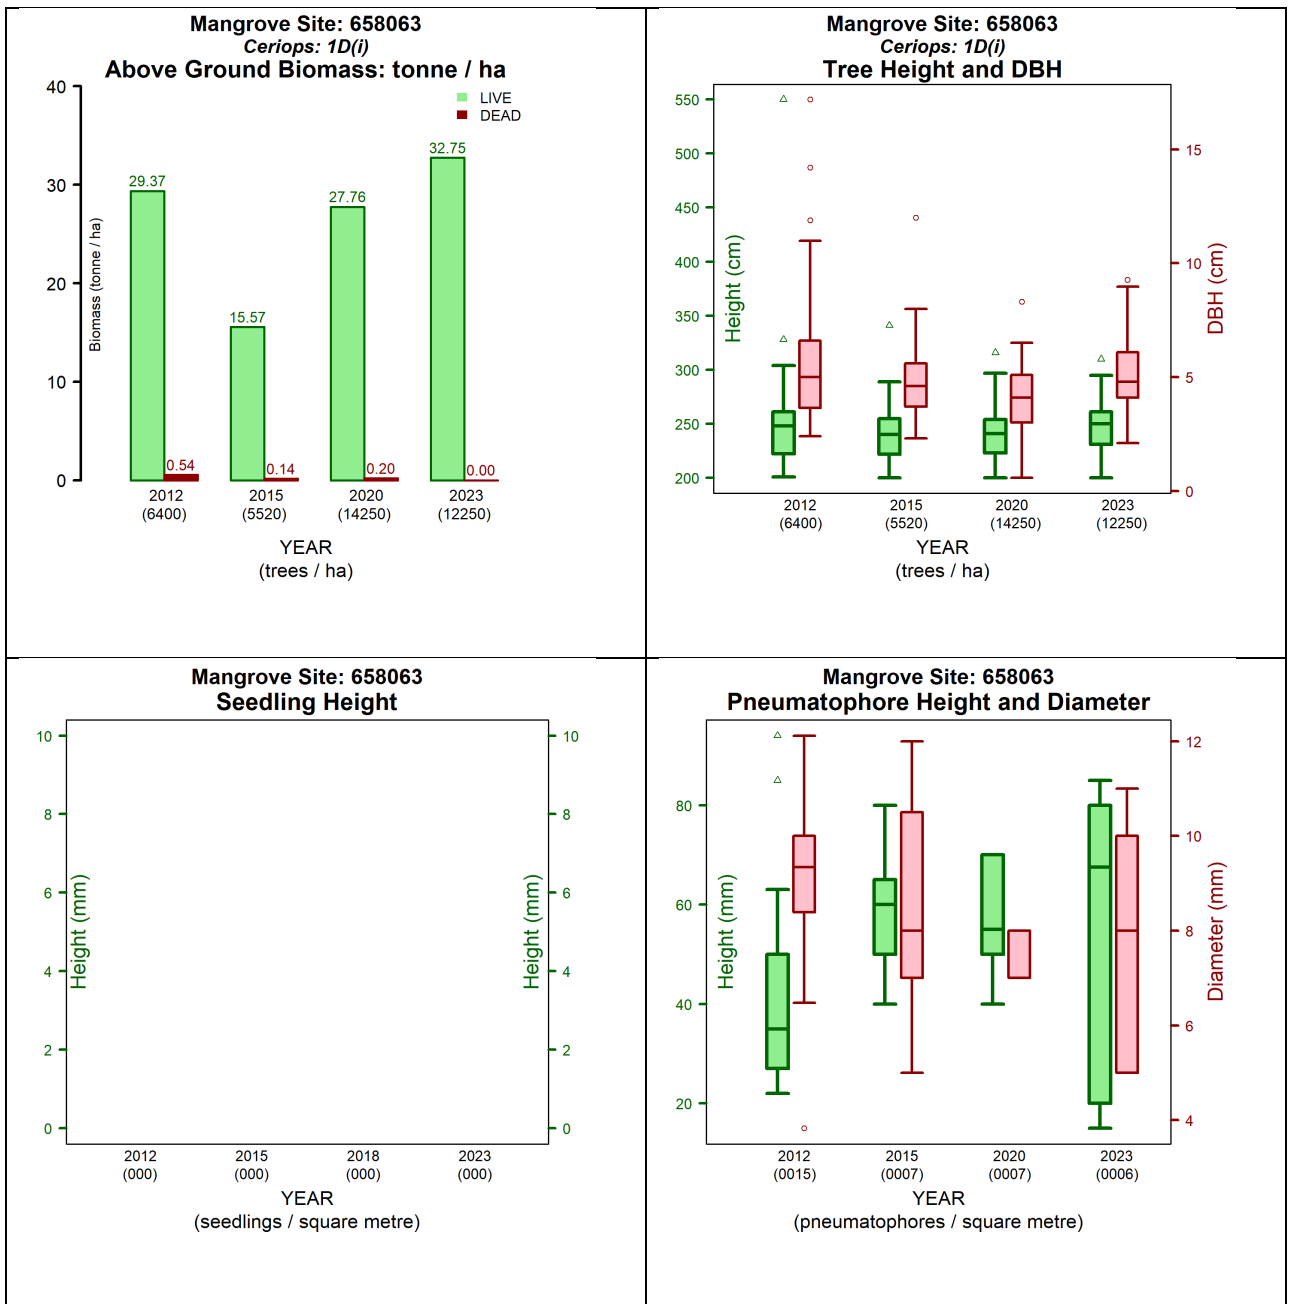 Mangrove Site: 658063
Ceriops: 1D(i)
Above Ground Biomass: tonne / ha
LIVE
DEAD
40
30
20
10
0
Biomass (tonne / ha)
29.37
0.54
15.57
0.14
27.76
0.20
32.75
0.00
2012 2015 2020 2023
(6400) (5520) (14250) (12250)
YEAR
(trees / ha)
Mangrove Site: 658063
Ceriops: 1D(i)
Tree Height and DBH
550
500
450
400
350
300
250
200
Height (cm)
15
10
5
0
DBH (cm)
2012 2015 2020 2023
(6400) (5520) (14250) (12250)
YEAR
(trees / ha)
Mangrove Site: 658063
Seedling Height
10
8
6
4
2
0
Height (mm)
10
8
6
4
2
0
Height (mm)
2012 2015 2018 2023
(000) (000) (000) (000)
YEAR
(seedlings / square metre)
Mangrove Site: 658063
Pneumatophore Height and Diameter
80
60
40
20
Height (mm)
12
10
8
6
4
Diameter (mm)
2012 2015 2020 2023
(0015) (0007) (0007) (0006)
YEAR
(pneumatophores / square metre)